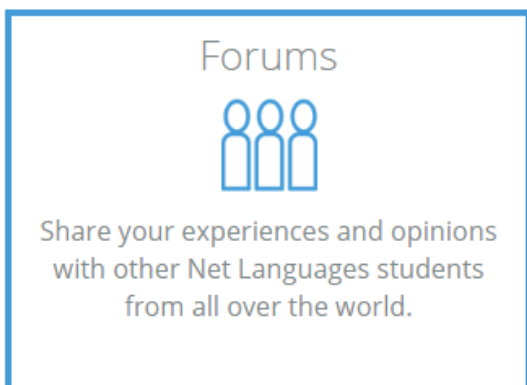 Forums
Share your experiences and opinions
with other Net Languages students
from all over the world.